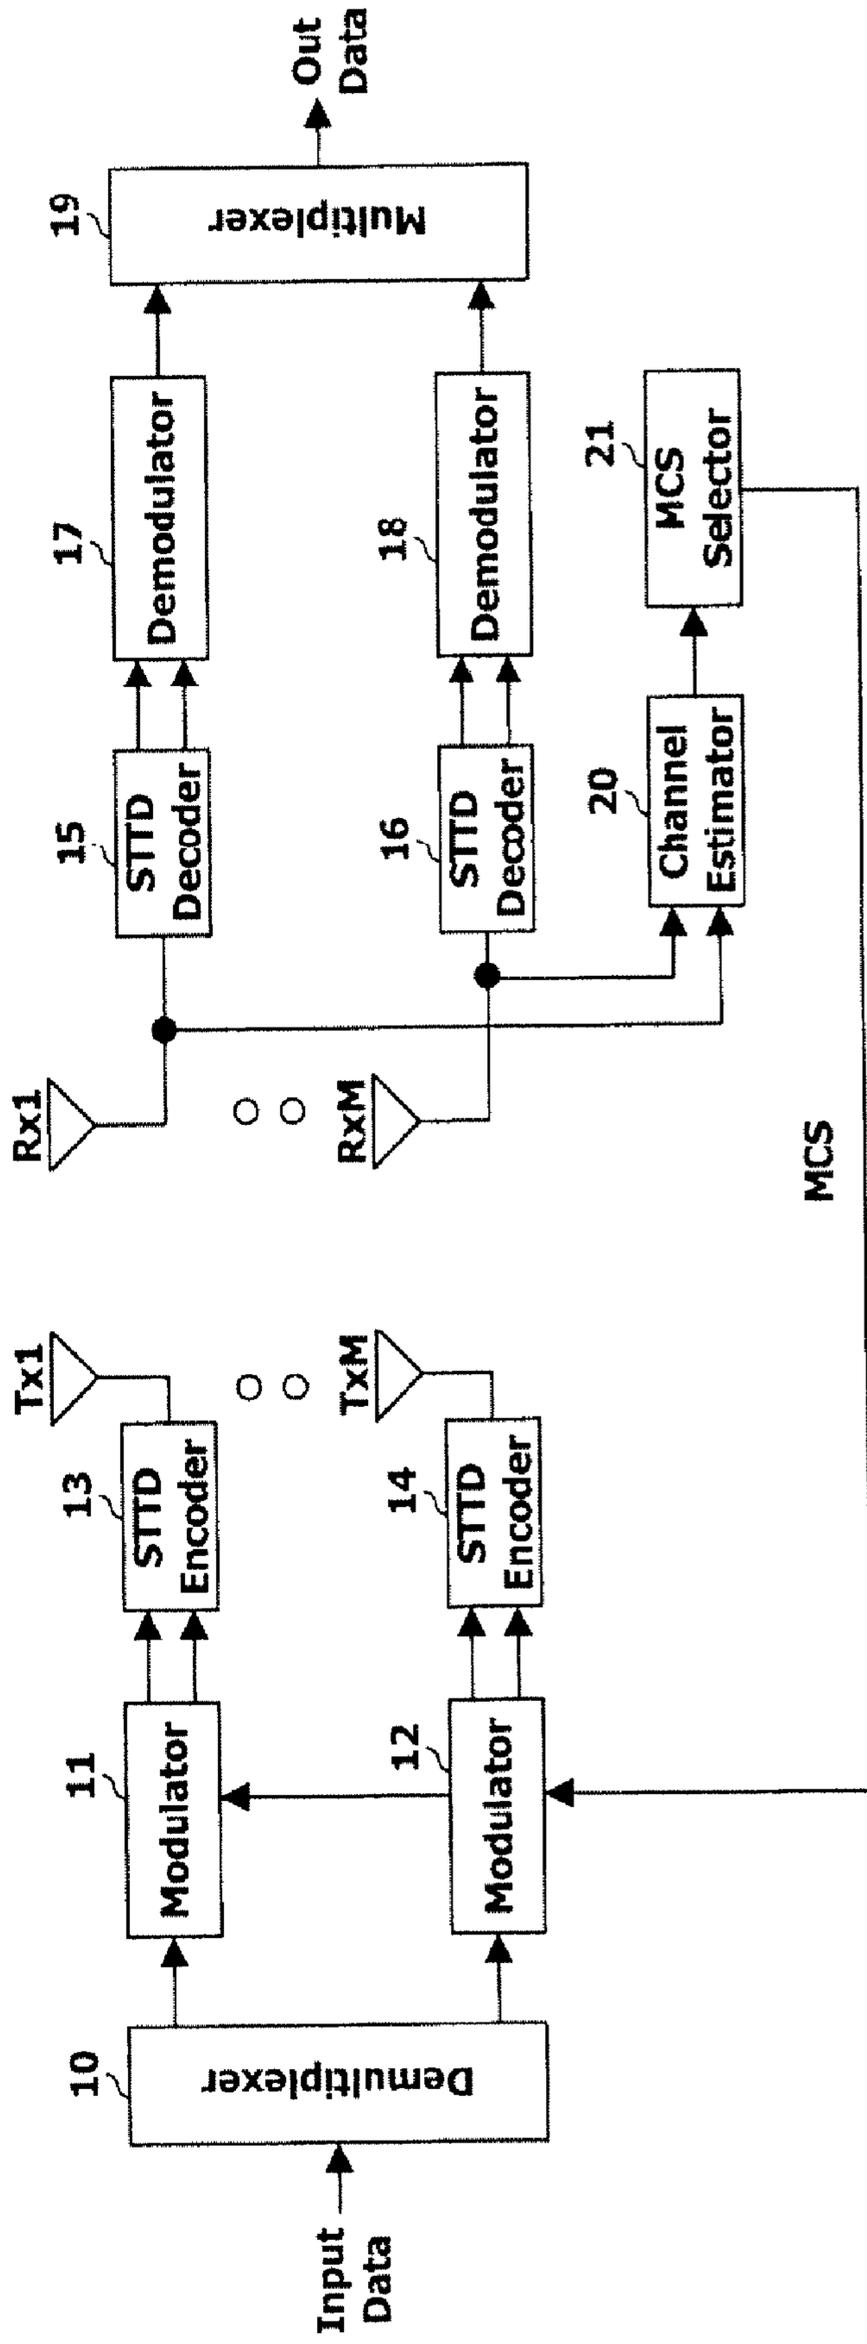 Input
Data
10
Demultiplexer
11
Modulator
12
Modulator
13
STTD
Encoder
14
STTD
Encoder
Tx1
TxM
MCS
Rx1
RxM
15
STTD
Decoder
16
STTD
Decoder
20
Channel
Estimator
17
Demodulator
18
Demodulator
21
MCS
Selector
19
Multiplexer
Out
Data